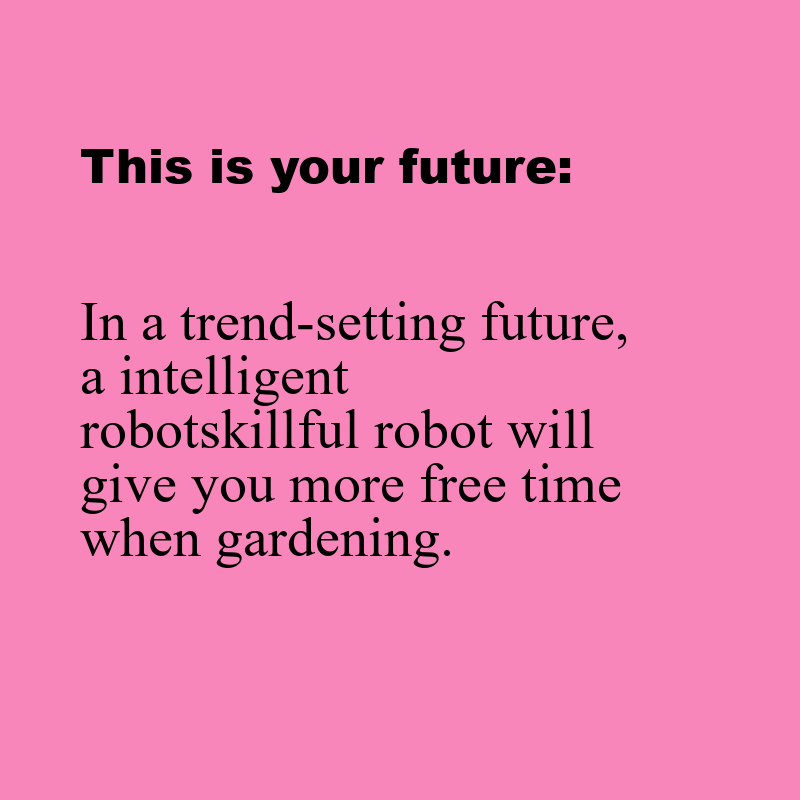 This is your future:
In a trend-setting future,
a intelligent
robotskillful robot will
give you more free time
when gardening.